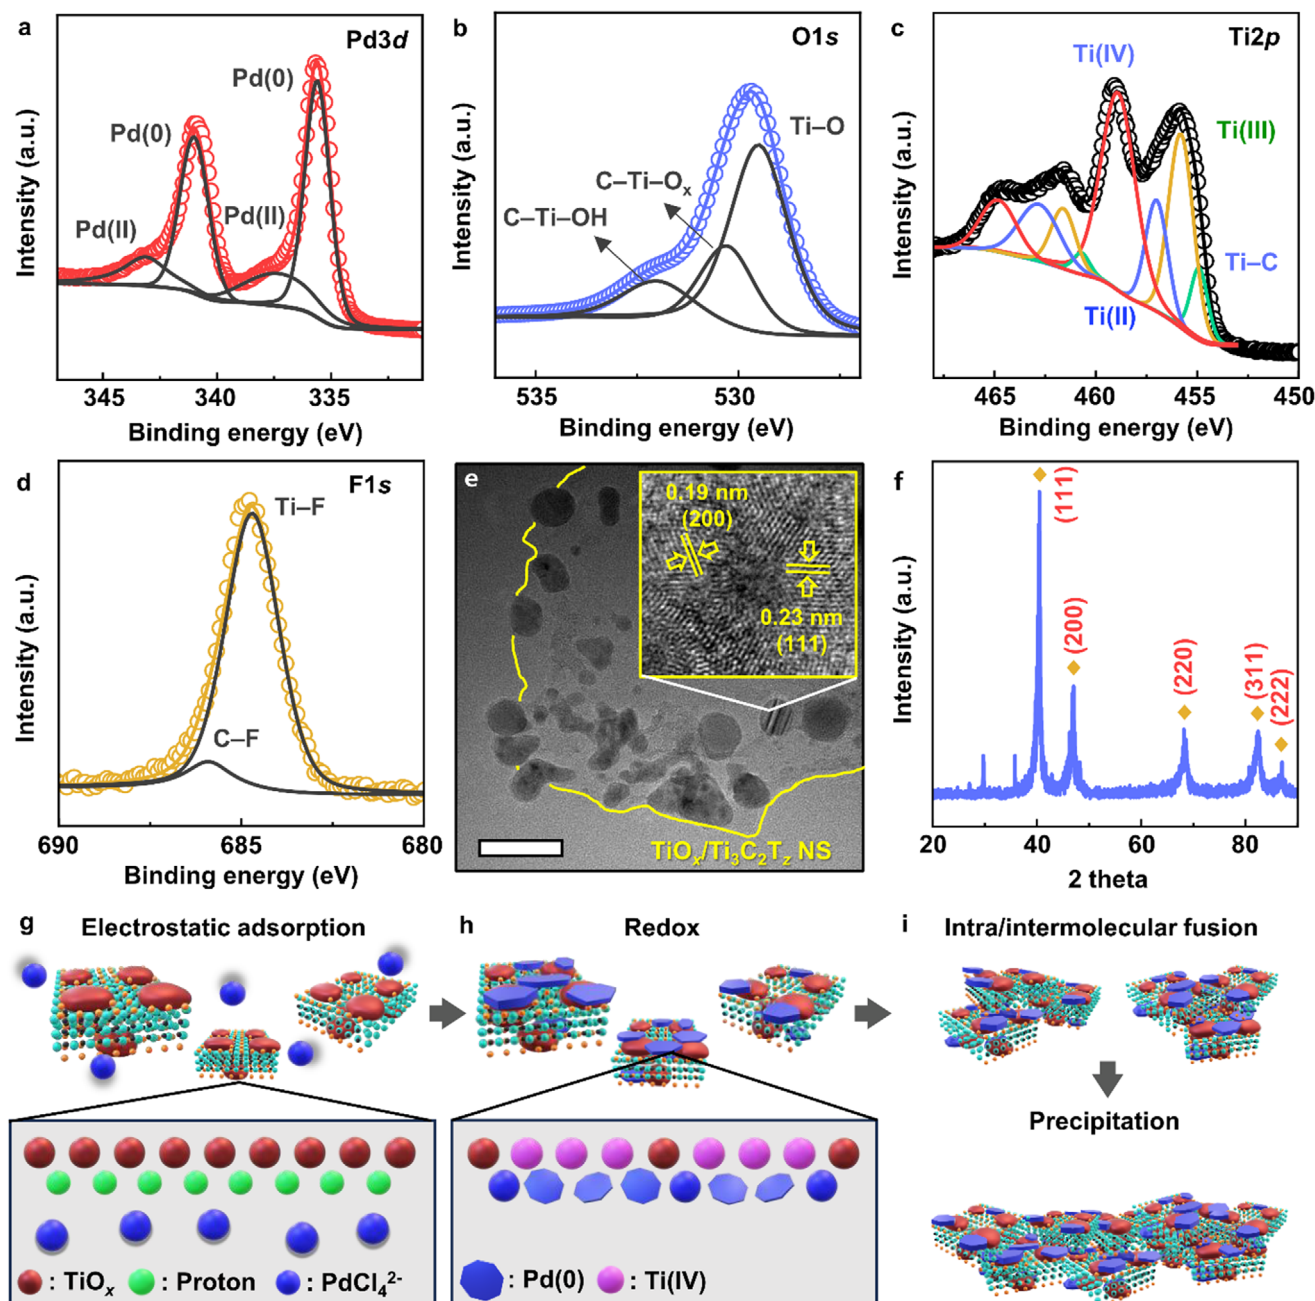 a
Pd3d
Pd(0)
Pd(0)
Pd(II)
Pd(II)
Intensity (a.u.)
345
340
335
Binding energy (eV)
b
O1s
Ti–O
C–Ti–Oₓ
C–Ti–OH
Intensity (a.u.)
535
530
Binding energy (eV)
c
Ti2p
Ti(IV)
Ti(III)
Ti–C
Ti(II)
Intensity (a.u.)
465
460
455
450
Binding energy (eV)
d
F1s
Ti–F
C–F
Intensity (a.u.)
690
685
680
Binding energy (eV)
e
0.19 nm
(200)
0.23 nm
(111)
TiOₓ/Ti₃C₂T_z NS
f
(111)
(200)
(220)
(311)
(222)
Intensity (a.u.)
20
40
60
80
2 theta
g
Electrostatic adsorption
: TiOₓ
: Proton
: PdCl₄²⁻
h
Redox
: Pd(0)
: Ti(IV)
i
Intra/intermolecular fusion
Precipitation